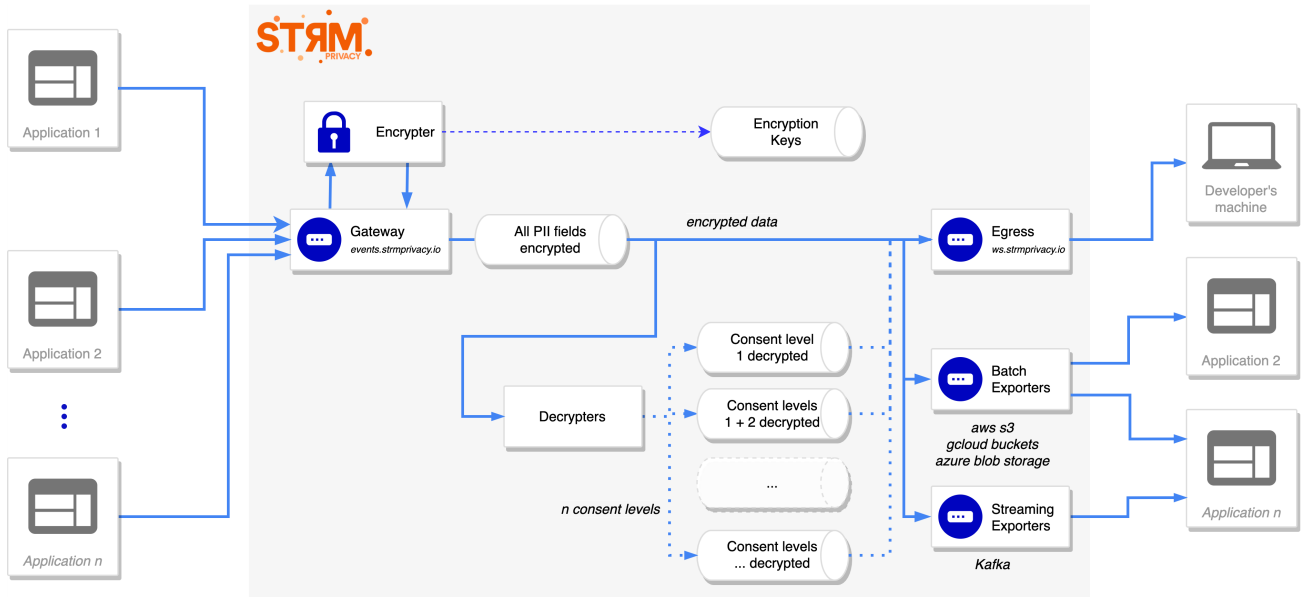 STRM
PRIVACY
Application 1
Encrypter
Encryption
Keys
Developer's
machine
Gateway
events.strmprivacy.io
All PII fields
encrypted
encrypted data
Egress
ws.strmprivacy.io
Application 2
Consent level
1 decrypted
Batch
Exporters
Application 2
Decrypters
Consent levels
1 + 2 decrypted
aws s3
gcloud buckets
azure blob storage
...
n consent levels
Streaming
Exporters
Application n
Consent levels
... decrypted
Kafka
Application n